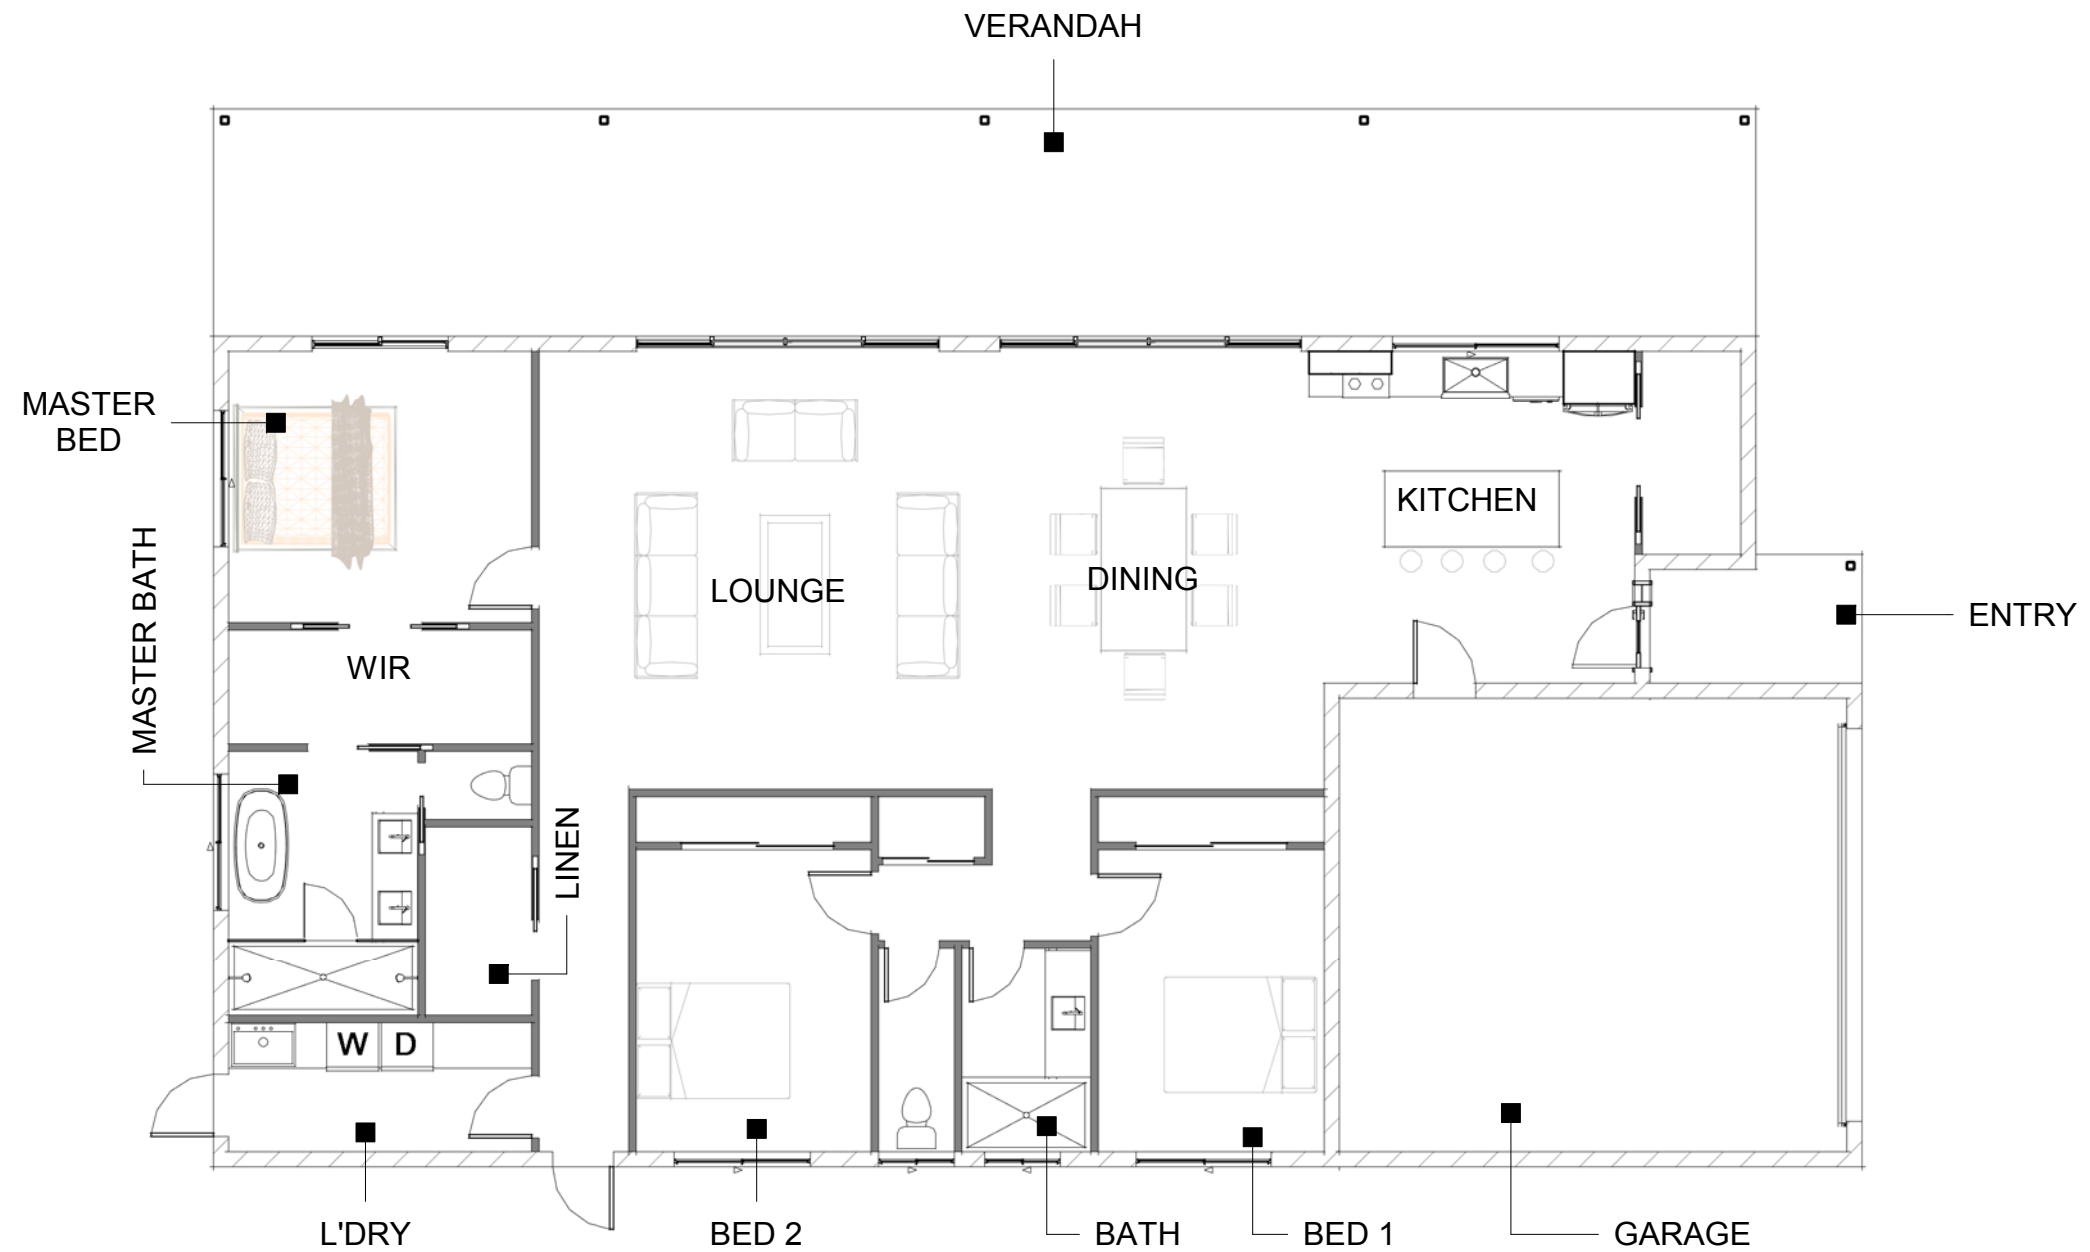 VERANDAH
MASTER
BED
KITCHEN
LOUNGE
DINING
ENTRY
MASTER BATH
WIR
LINEN
W D
L'DRY
BED 2
BATH
BED 1
GARAGE